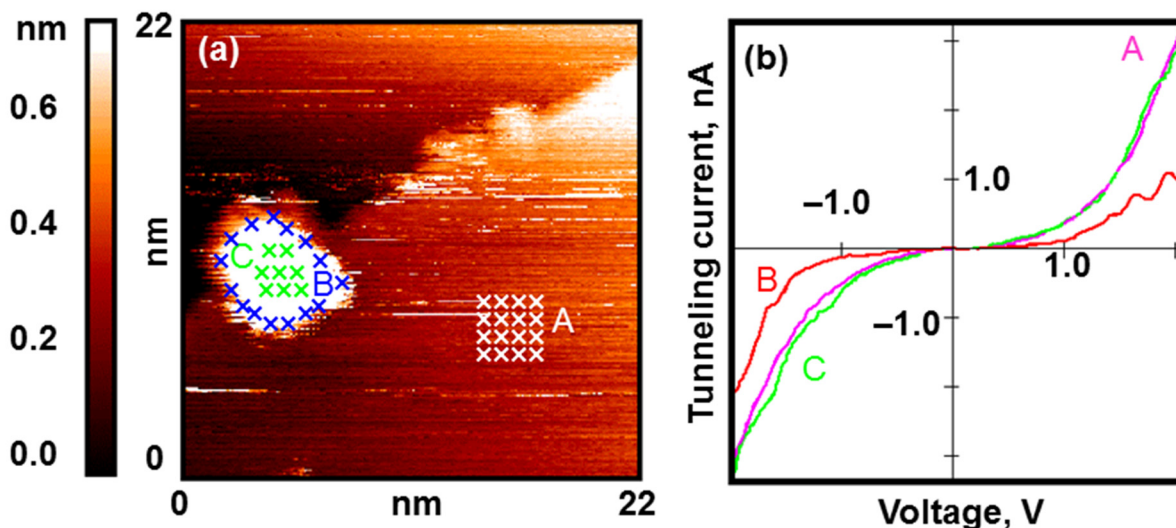 nm
0.6
0.4
0.2
0.0
22
nm
0
(a)
C
B
A
0
nm
22
(b)
A
Tunneling current, nA
−1.0
1.0
B
1.0
−1.0
C
Voltage, V